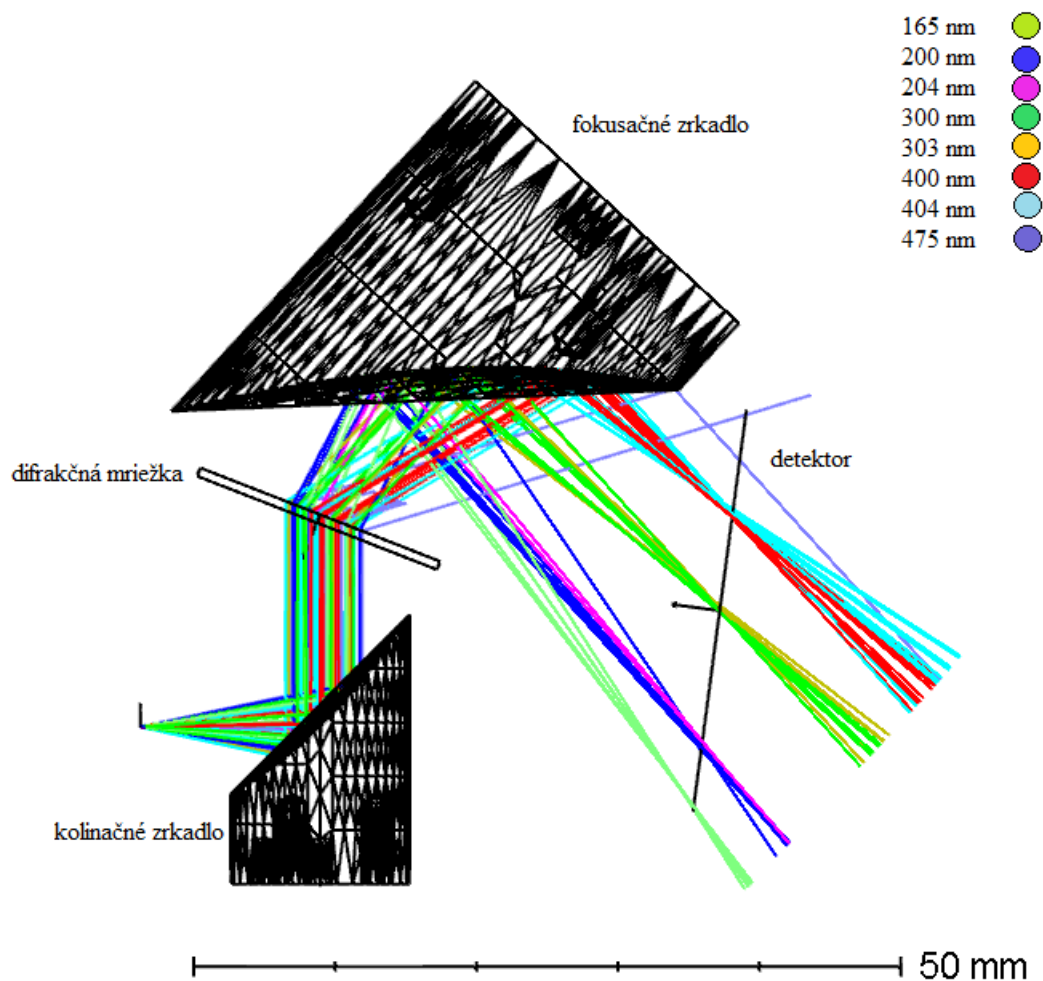 165 nm
200 nm
204 nm
300 nm
303 nm
400 nm
404 nm
475 nm
fokusačné zrkadlo
difrakčná mriežka
detektor
kolinačné zrkadlo
50 mm